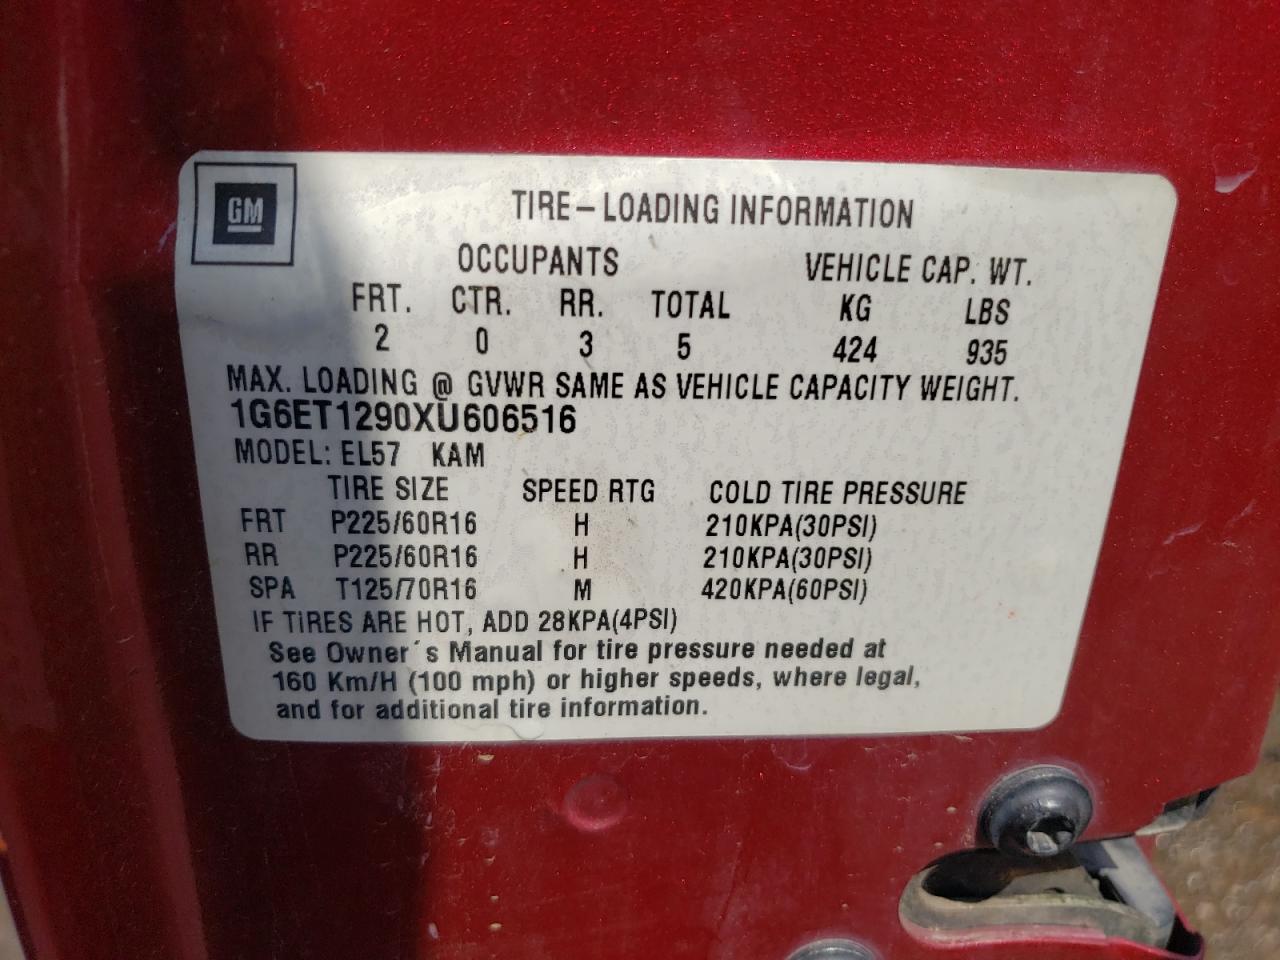 GM
TIRE-LOADING INFORMATION
OCCUPANTS VEHICLE CAP. WT.
FRT. CTR. RR. TOTAL KG LBS
2 0 3 5 424 935
MAX. LOADING @ GVWR SAME AS VEHICLE CAPACITY WEIGHT.
1G6ET1290XU606516
MODEL: EL57 KAM
TIRE SIZE SPEED RTG COLD TIRE PRESSURE
FRT P225/60R16 H 210KPA(30PSI)
RR P225/60R16 H 210KPA(30PSI)
SPA T125/70R16 M 420KPA(60PSI)
IF TIRES ARE HOT, ADD 28KPA(4PSI)
See Owner´s Manual for tire pressure needed at
160 Km/H (100 mph) or higher speeds, where legal,
and for additional tire information.